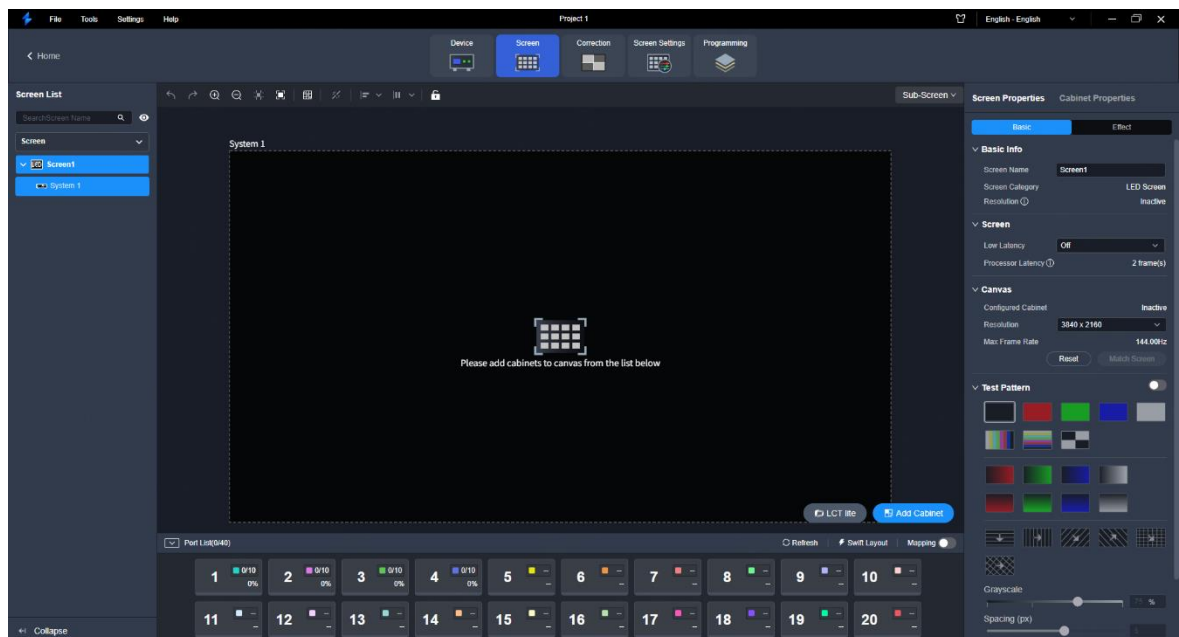 File Tools Settings Help Project 1 English - English
Home
Device Screen Correction Screen Settings Programming
Screen List
SearchScreen Name
Screen
Screen1
System 1
Sub-Screen
System 1
Please add cabinets to canvas from the list below
LCT lite Add Cabinet
Port List(0/40) Refresh Swift Layout Mapping
1 0/10 0% 2 0/10 0% 3 0/10 0% 4 0/10 0% 5 – – 6 – – 7 – – 8 – – 9 – – 10 – –
11 – – 12 – – 13 – – 14 – – 15 – – 16 – – 17 – – 18 – – 19 – – 20 – –
Collapse
Screen Properties Cabinet Properties
Basic Effect
Basic Info
Screen Name Screen1
Screen Category LED Screen
Resolution Inactive
Screen
Low Latency Off
Processor Latency 2 frame(s)
Canvas
Configured Cabinet Inactive
Resolution 3840 x 2160
Max Frame Rate 144.00Hz
Reset Match Screen
Test Pattern
Grayscale
75 %
Spacing (px)